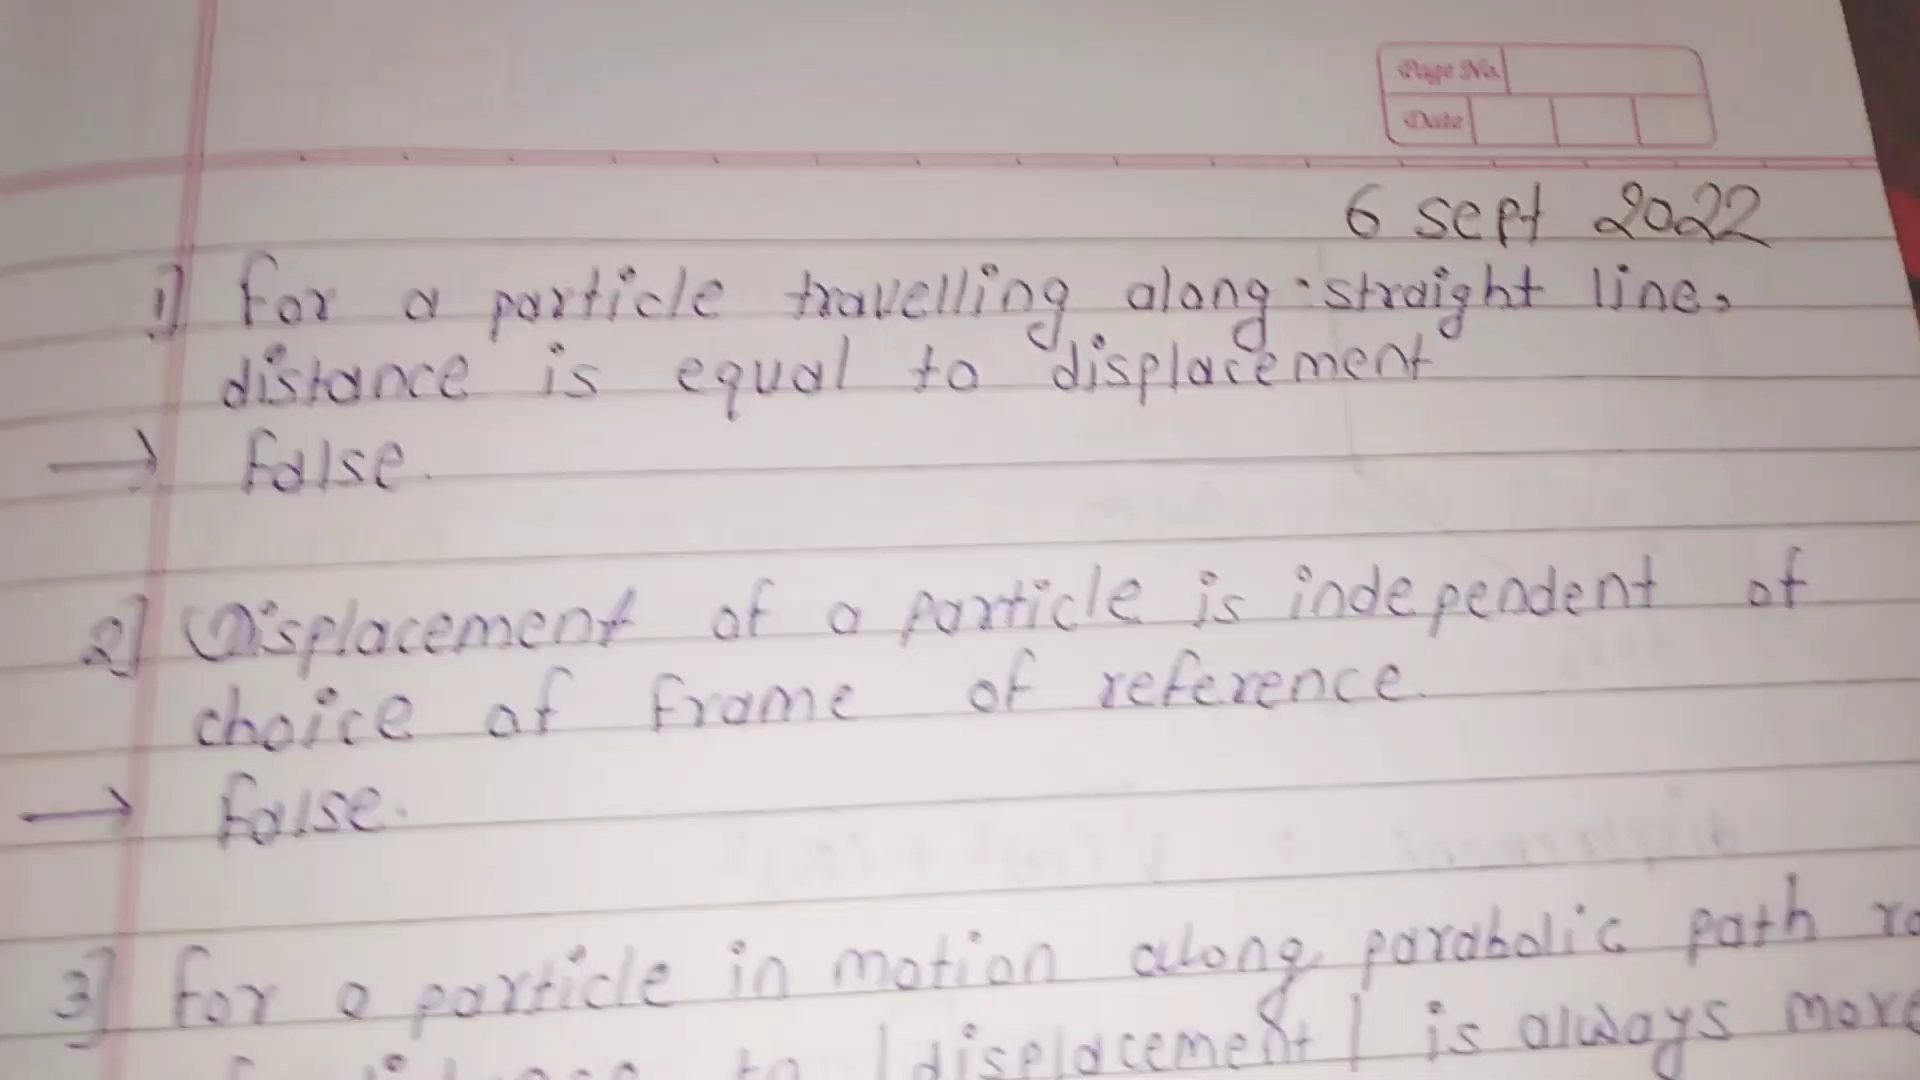 Page No.
Date
6 sept 2022
1] For a particle travelling along straight line,
distance is equal to displacement
→ False.
2] Displacement of a particle is independent of
choice of frame of reference.
→ False.
3] For a particle in motion along parabolic path
to |displacement| is always more